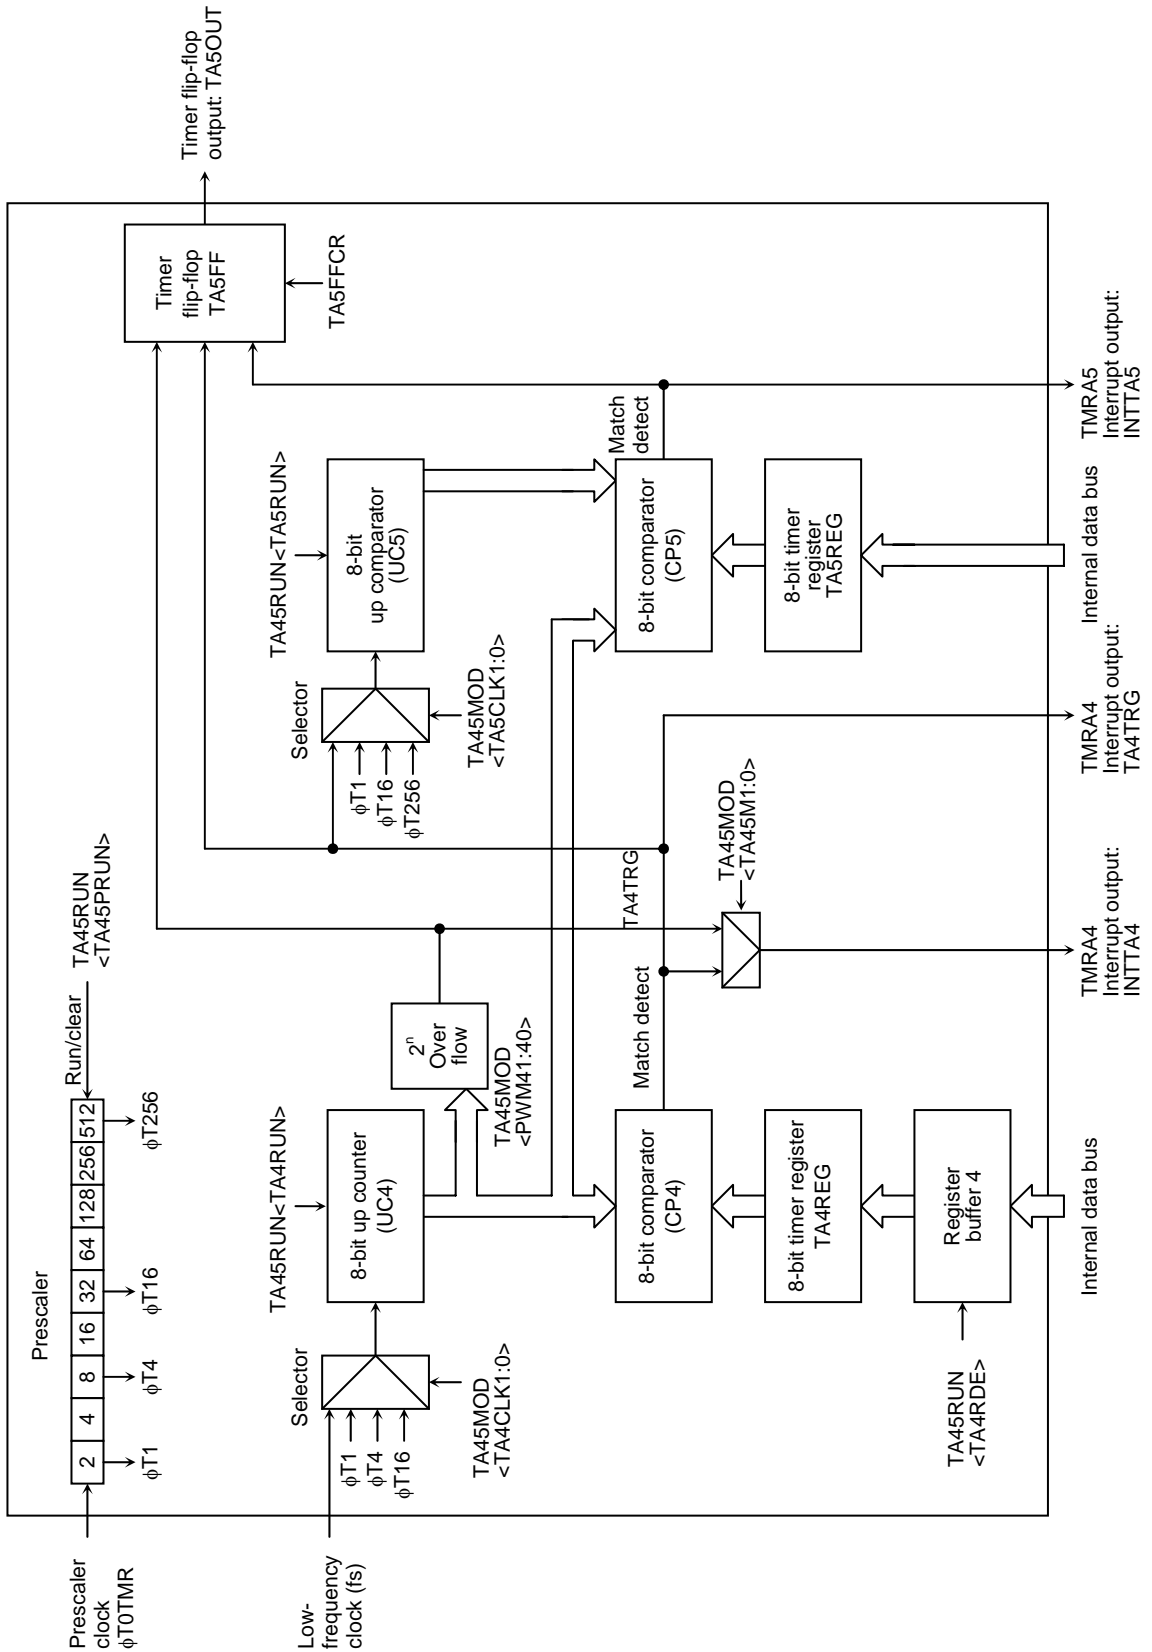 Prescaler
Prescaler
clock
ϕT0TMR
2 4 8 16 32 64 128 256 512
Run/clear
TA45RUN
<TA45PRUN>
ϕT1
ϕT4
ϕT16
ϕT256
Low-
frequency
clock (fs)
Selector
ϕT1
ϕT4
ϕT16
TA45MOD
<TA4CLK1:0>
TA45RUN<TA4RUN>
8-bit up counter
(UC4)
2ⁿ
Over
flow
TA45MOD
<PWM41:40>
Selector
ϕT1
ϕT16
ϕT256
TA45MOD
<TA5CLK1:0>
TA45RUN<TA5RUN>
8-bit
up comparator
(UC5)
Timer
flip-flop
TA5FF
TA5FFCR
Timer flip-flop
output: TA5OUT
8-bit comparator
(CP4)
Match detect
TA4TRG
8-bit comparator
(CP5)
Match
detect
8-bit timer register
TA4REG
TA45MOD
<TA45M1:0>
8-bit timer
register
TA5REG
TA45RUN
<TA4RDE>
Register
buffer 4
Internal data bus
TMRA4
Interrupt output:
INTTA4
TMRA4
Interrupt output:
TA4TRG
Internal data bus
TMRA5
Interrupt output:
INTTA5